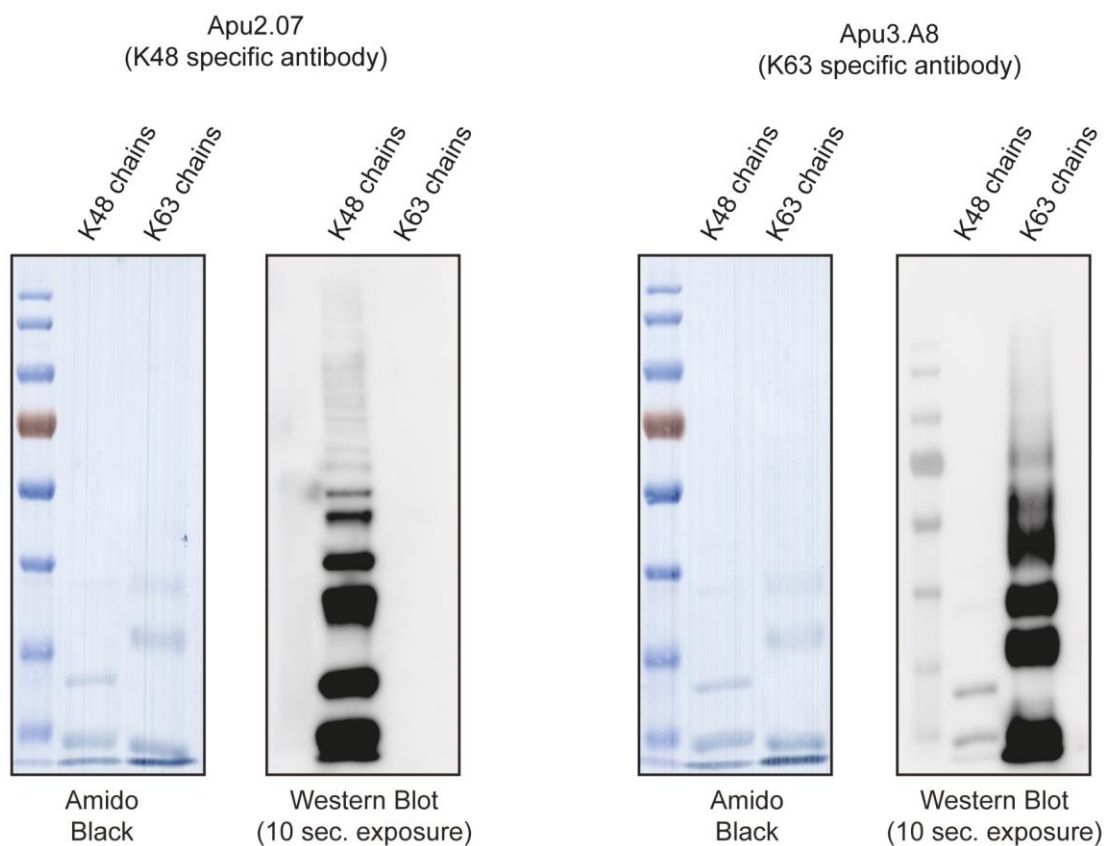 Apu2.07
(K48 specific antibody)
Apu3.A8
(K63 specific antibody)
K48 chains
K63 chains
K48 chains
K63 chains
K48 chains
K63 chains
K48 chains
K63 chains
Amido
Black
Western Blot
(10 sec. exposure)
Amido
Black
Western Blot
(10 sec. exposure)